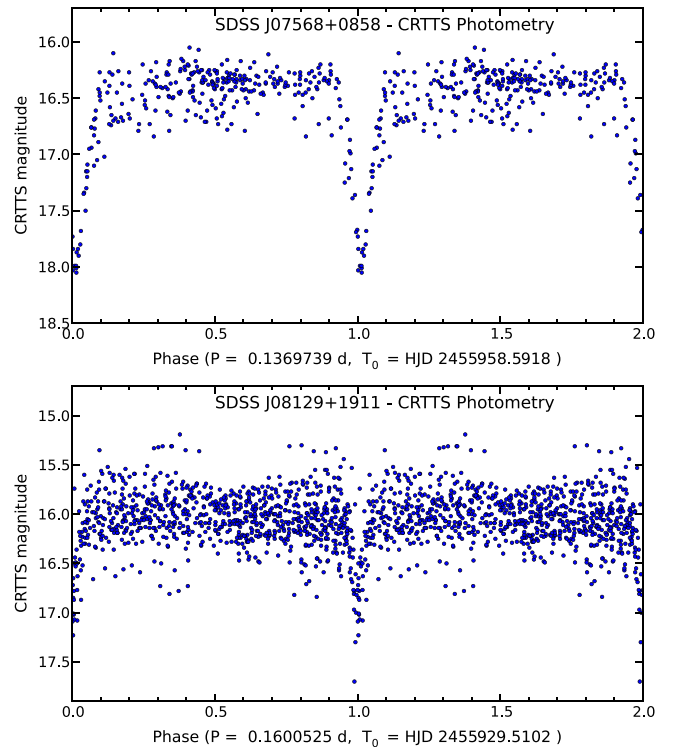 SDSS J07568+0858 - CRTTS Photometry
16.0
16.5
17.0
17.5
18.0
18.5
CRTTS magnitude
0.0 0.5 1.0 1.5 2.0
Phase (P = 0.1369739 d, T₀ = HJD 2455958.5918 )
SDSS J08129+1911 - CRTTS Photometry
15.0
15.5
16.0
16.5
17.0
17.5
CRTTS magnitude
0.0 0.5 1.0 1.5 2.0
Phase (P = 0.1600525 d, T₀ = HJD 2455929.5102 )